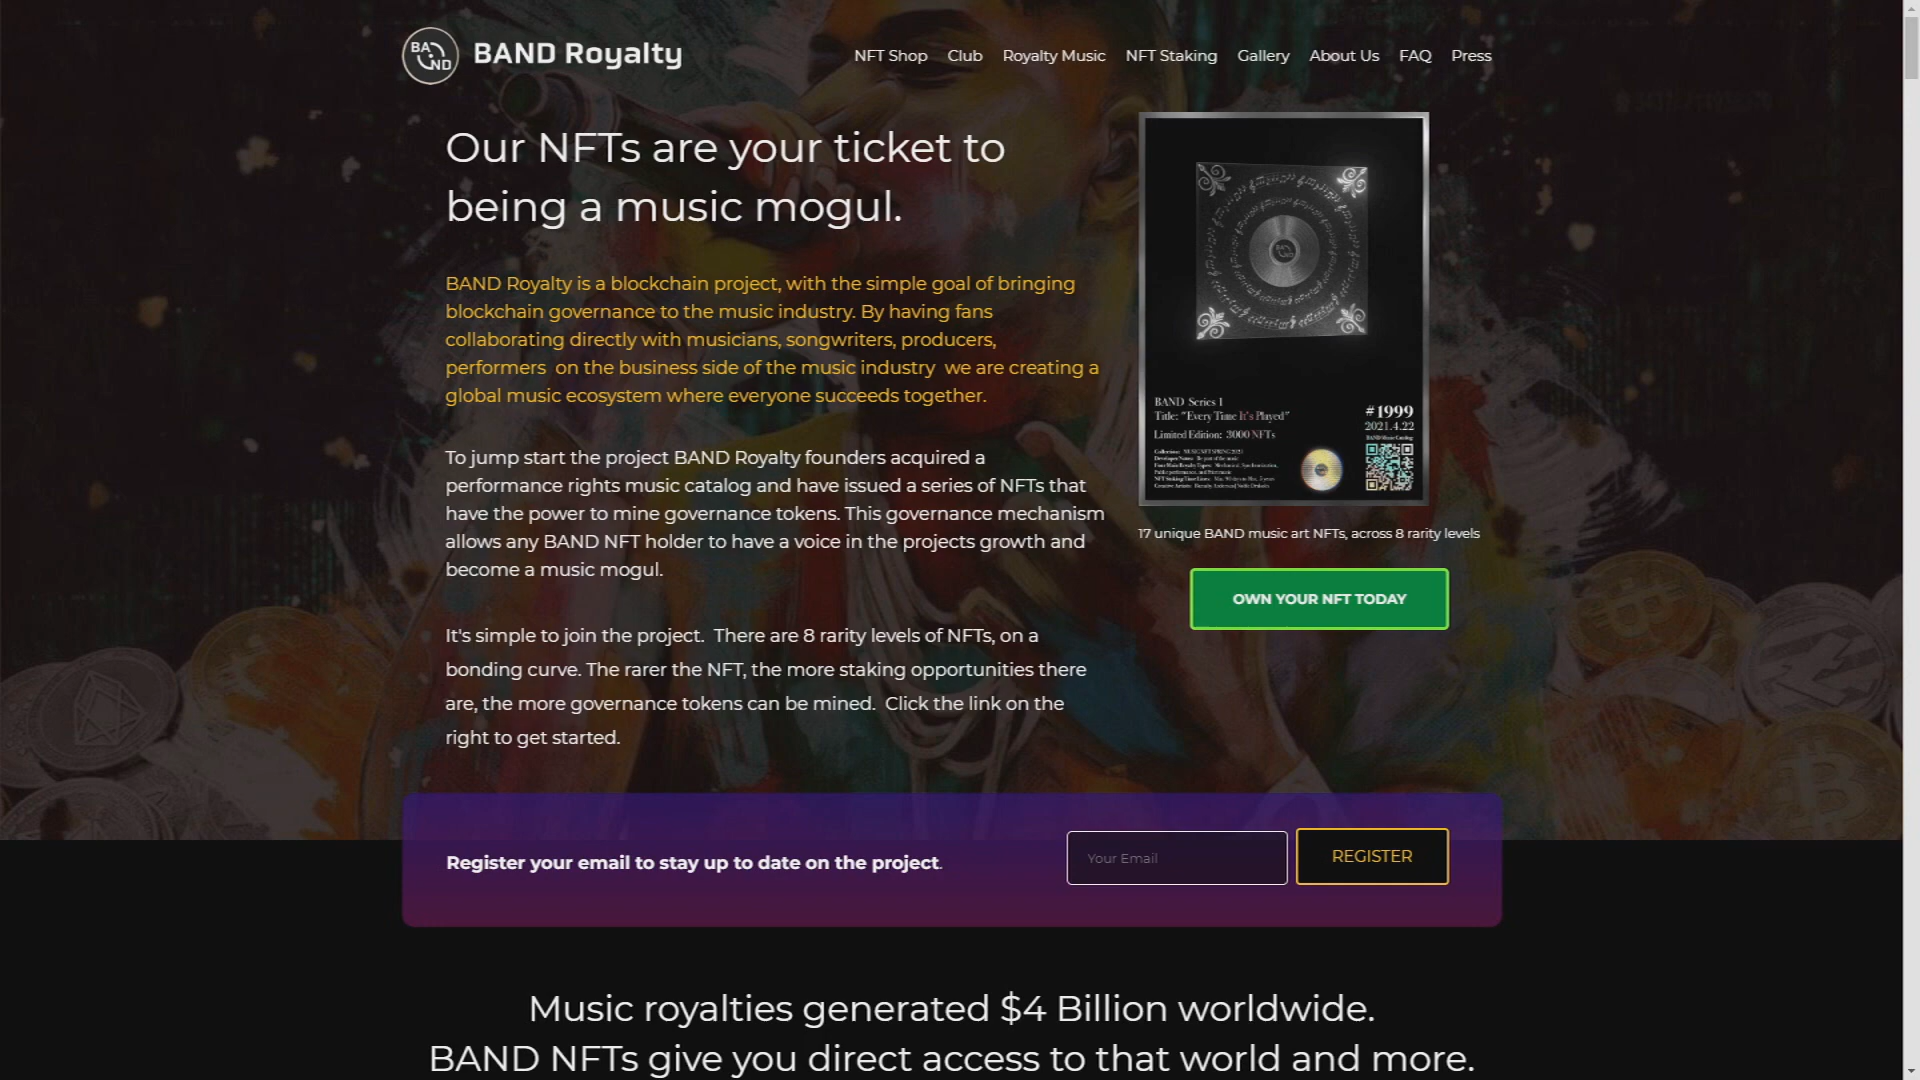 BA
ND
BAND Royalty
NFT Shop Club Royalty Music NFT Staking Gallery About Us FAQ Press
Our NFTs are your ticket to
being a music mogul.
BAND Royalty is a blockchain project, with the simple goal of bringing
blockchain governance to the music industry. By having fans
collaborating directly with musicians, songwriters, producers,
performers  on the business side of the music industry  we are creating a
global music ecosystem where everyone succeeds together.
To jump start the project BAND Royalty founders acquired a
performance rights music catalog and have issued a series of NFTs that
have the power to mine governance tokens. This governance mechanism
allows any BAND NFT holder to have a voice in the projects growth and
become a music mogul.
It's simple to join the project.  There are 8 rarity levels of NFTs, on a
bonding curve. The rarer the NFT, the more staking opportunities there
are, the more governance tokens can be mined.  Click the link on the
right to get started.
BAND Series 1
Title: "Every Time It's Played"
Limited Edition: 3000 NFTs
#1999
2021.4.22
BAND Music Catalog
17 unique BAND music art NFTs, across 8 rarity levels
OWN YOUR NFT TODAY
Register your email to stay up to date on the project.
Your Email
REGISTER
Music royalties generated $4 Billion worldwide.
BAND NFTs give you direct access to that world and more.